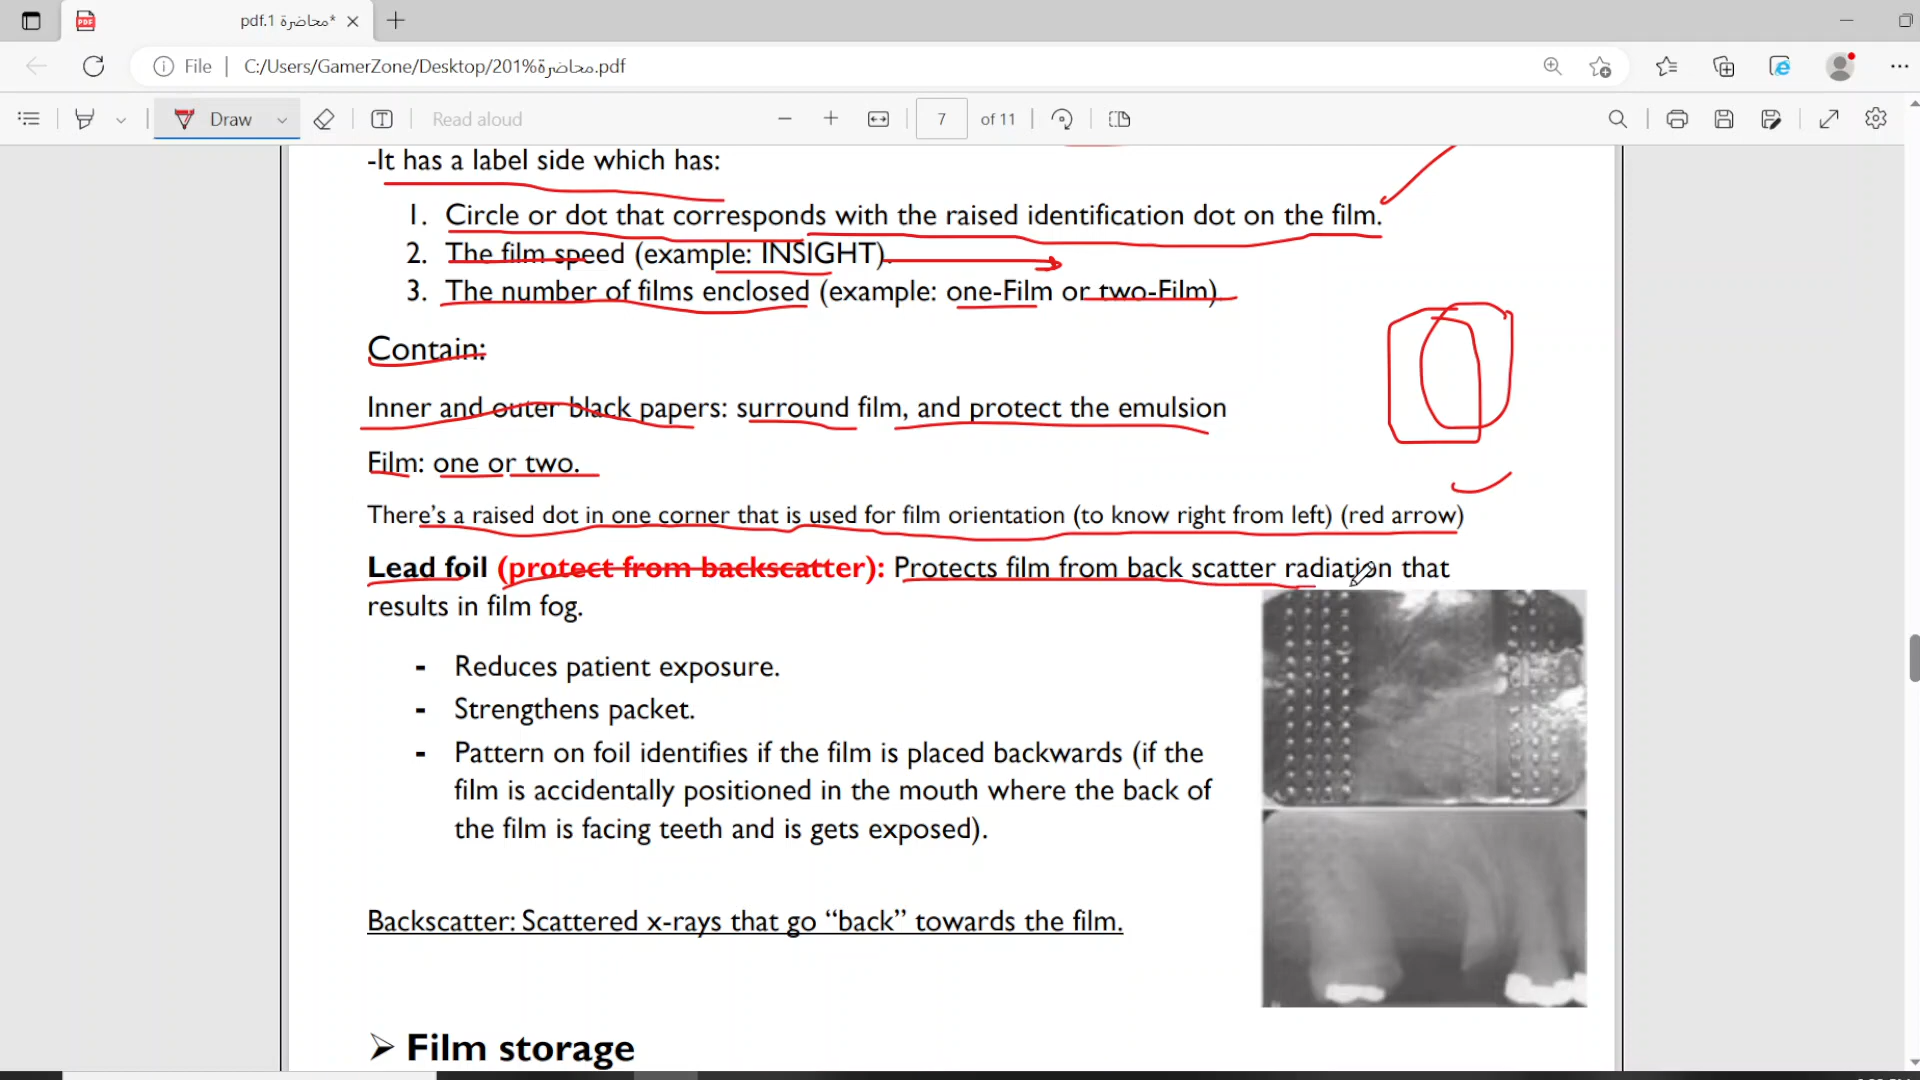 pdf.1 محاضرة*
File
C:/Users/GamerZone/Desktop/201%محاضرة.pdf
Draw
Read aloud
7 of 11
-It has a label side which has:
1. Circle or dot that corresponds with the raised identification dot on the film.
2. The film speed (example: INSIGHT).
3. The number of films enclosed (example: one-Film or two-Film).
Contain:
Inner and outer black papers: surround film, and protect the emulsion
Film: one or two.
There's a raised dot in one corner that is used for film orientation (to know right from left) (red arrow)
Lead foil (protect from backscatter): Protects film from back scatter radiation that
results in film fog.
- Reduces patient exposure.
- Strengthens packet.
- Pattern on foil identifies if the film is placed backwards (if the
film is accidentally positioned in the mouth where the back of
the film is facing teeth and is gets exposed).
Backscatter: Scattered x-rays that go “back” towards the film.
➢ Film storage